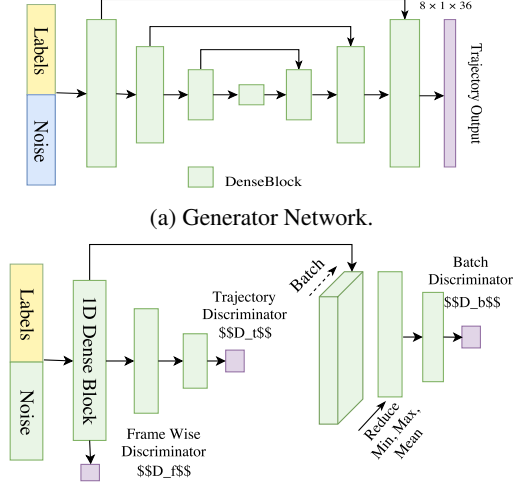 8 × 1 × 36
Labels
Noise
Trajectory Output
DenseBlock
(a) Generator Network.
Labels
Noise
1D Dense Block
Trajectory
Discriminator
$$D_t$$
Frame Wise
Discriminator
$$D_f$$
Batch
Reduce
Min, Max,
Mean
Batch
Discriminator
$$D_b$$